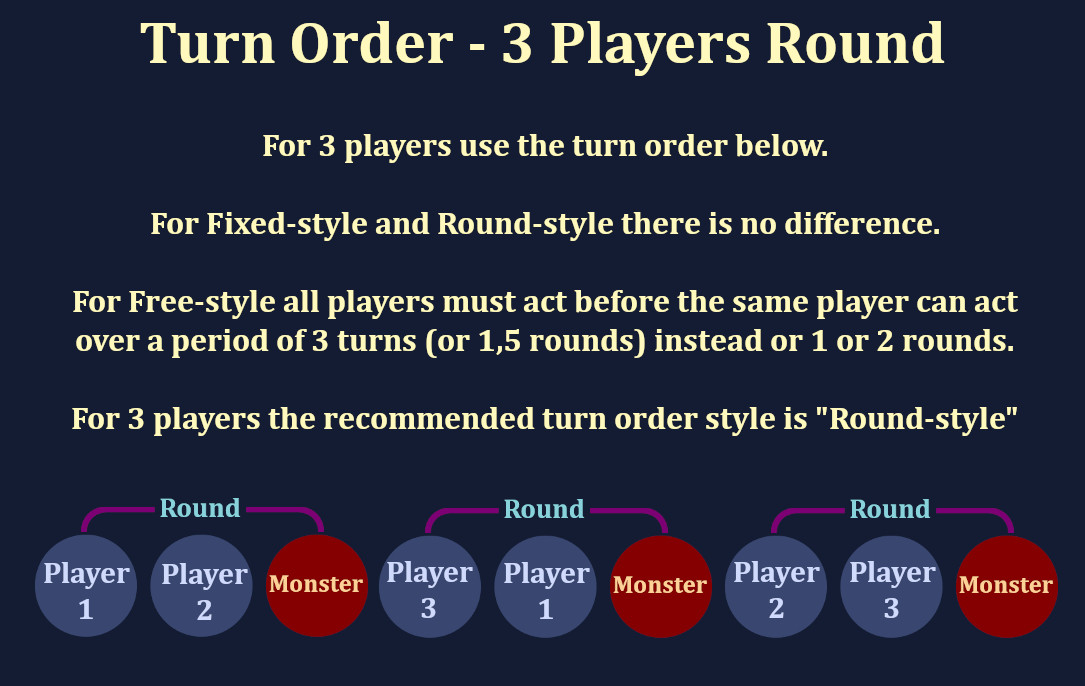 Turn Order - 3 Players Round
For 3 players use the turn order below.
For Fixed-style and Round-style there is no difference.
For Free-style all players must act before the same player can act
over a period of 3 turns (or 1,5 rounds) instead or 1 or 2 rounds.
For 3 players the recommended turn order style is "Round-style"
Round
Round
Round
Player
1
Player
2
Monster
Player
3
Player
1
Monster
Player
2
Player
3
Monster